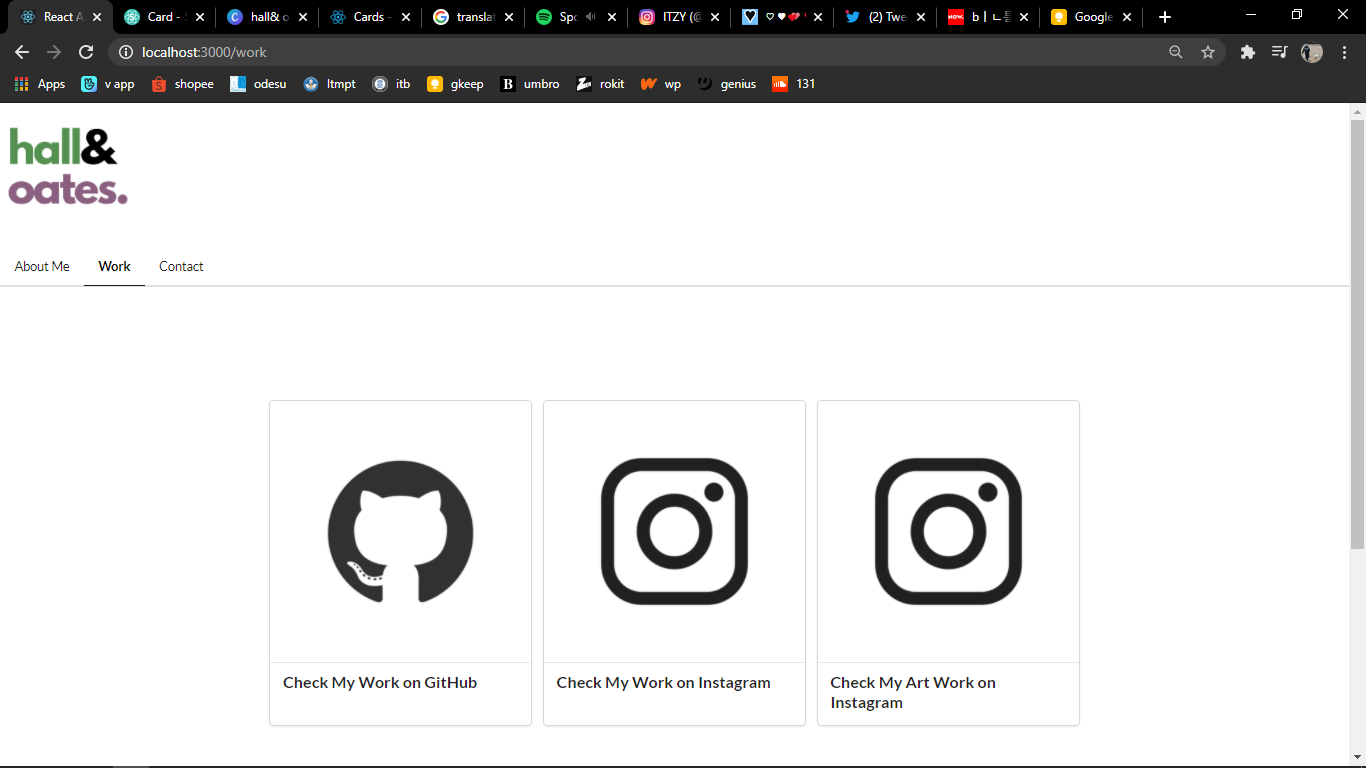 React A
Card - S
hall& o
Cards -
translat
Spo
ITZY (@
(2) Twe
b | ㄴ
Google
localhost:3000/work
Apps
v app
shopee
odesu
ltmpt
itb
gkeep
umbro
rokit
wp
genius
131
hall&
oates.
About Me
Work
Contact
Check My Work on GitHub
Check My Work on Instagram
Check My Art Work on
Instagram